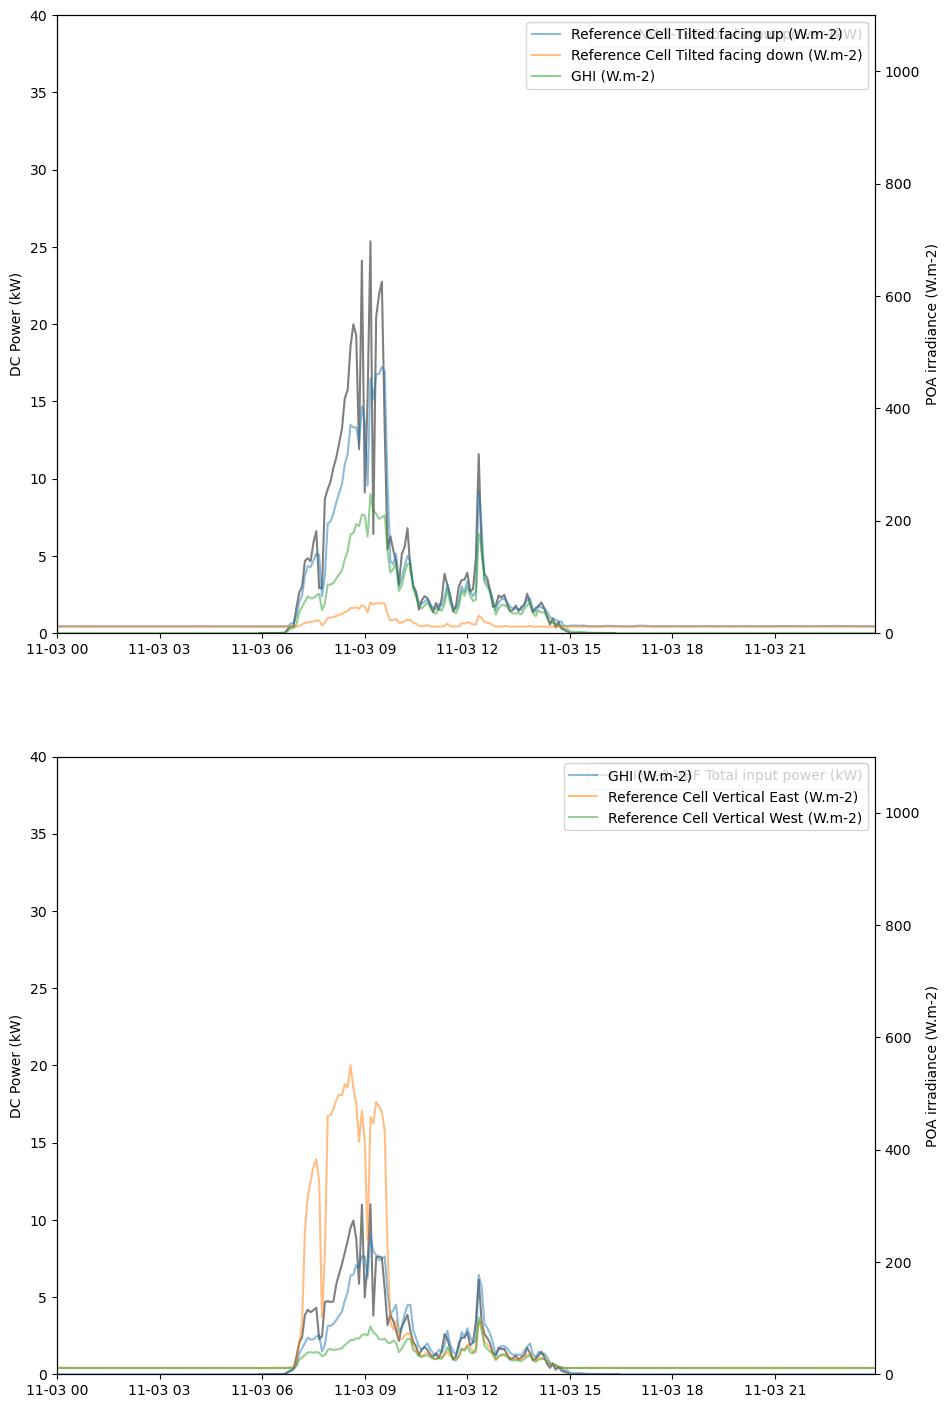 40
35
30
25
20
15
10
5
0
DC Power (kW)
Reference Cell Tilted facing up (W.m-2)
Reference Cell Tilted facing down (W.m-2)
GHI (W.m-2)
1000
800
600
400
200
0
POA irradiance (W.m-2)
11-03 00 11-03 03 11-03 06 11-03 09 11-03 12 11-03 15 11-03 18 11-03 21
40
35
30
25
20
15
10
5
0
DC Power (kW)
GHI (W.m-2)
Total input power (kW)
Reference Cell Vertical East (W.m-2)
Reference Cell Vertical West (W.m-2)
1000
800
600
400
200
0
POA irradiance (W.m-2)
11-03 00 11-03 03 11-03 06 11-03 09 11-03 12 11-03 15 11-03 18 11-03 21